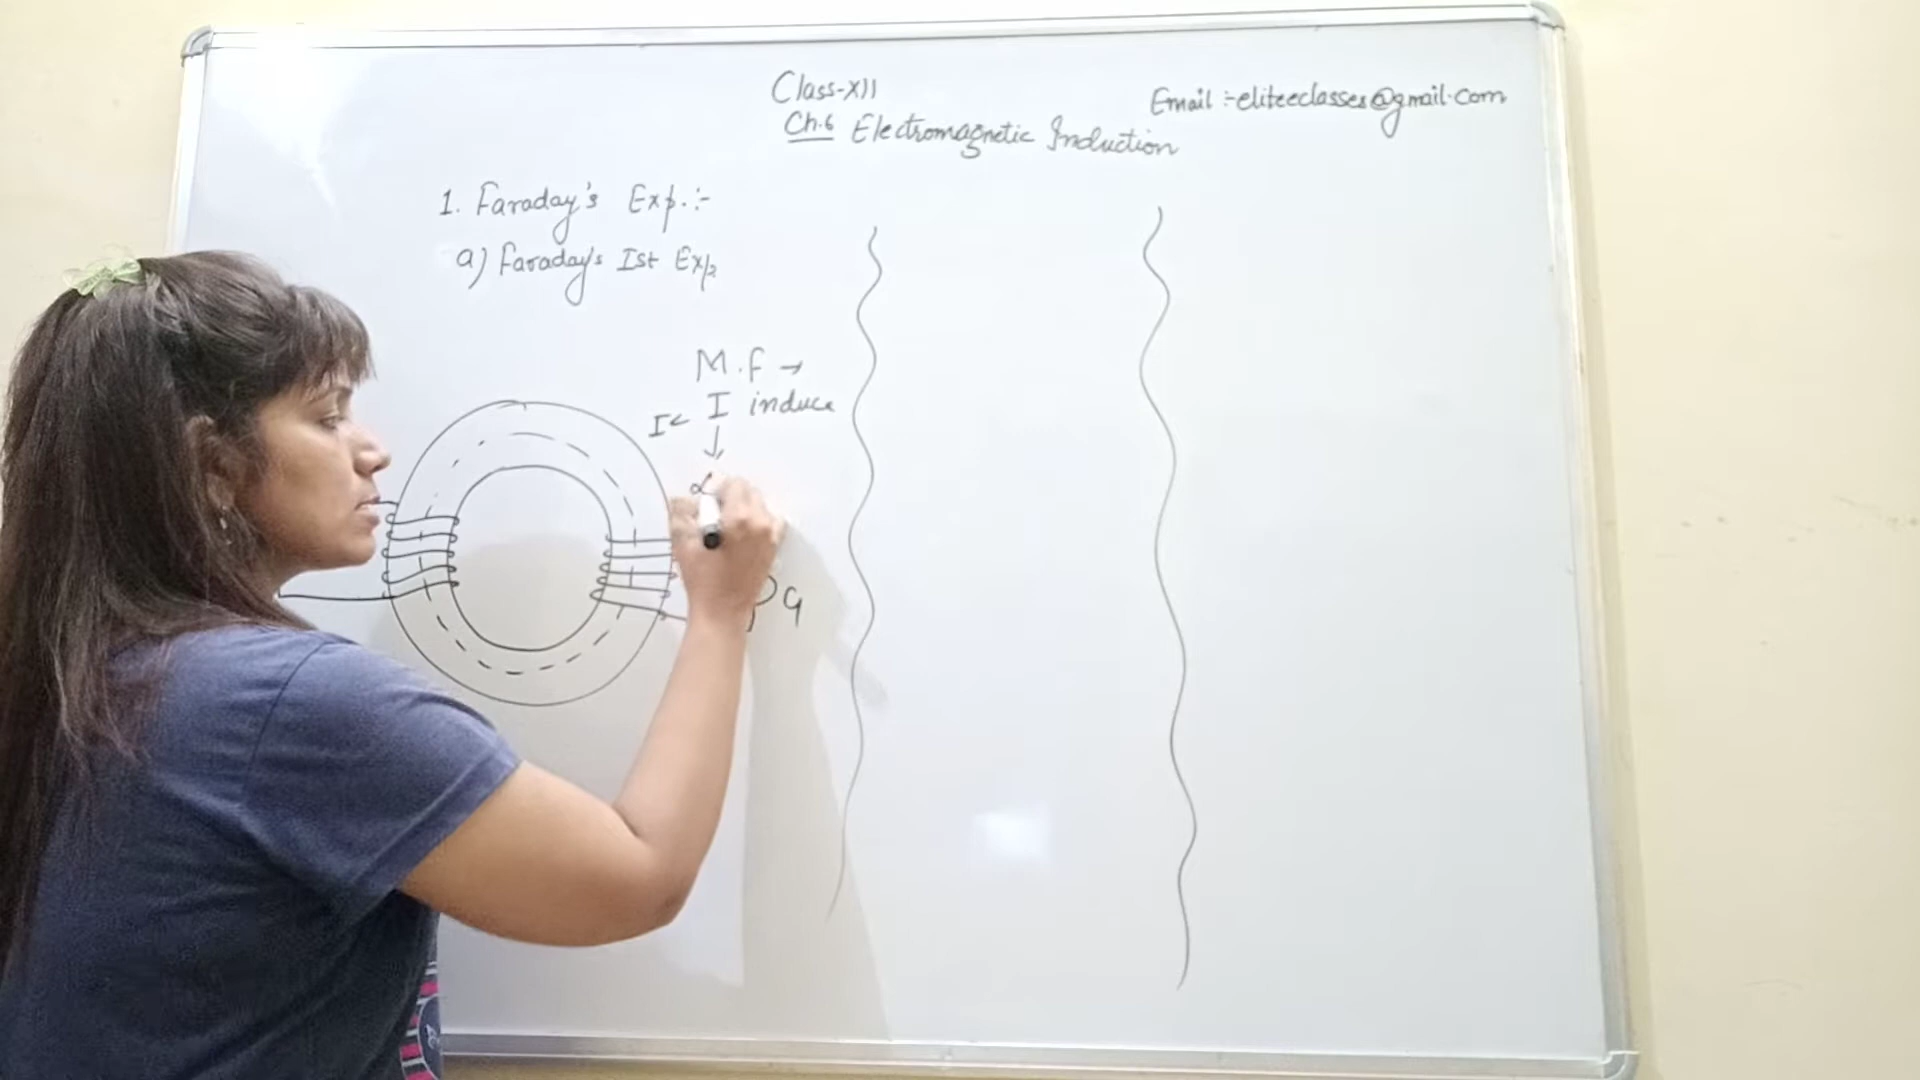 Class-XII
Ch.6 Electromagnetic Induction
Email :- eliteeclasses@gmail.com
1. Faraday's Exp. :-
a) Faraday's Ist Exp
M.F →
I induce
I<
↓
G